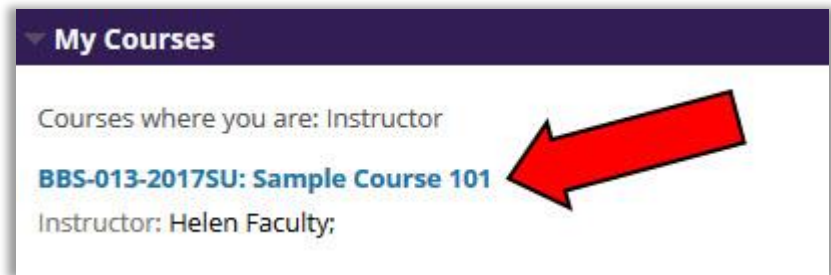 My Courses
Courses where you are: Instructor
BBS-013-2017SU: Sample Course 101
Instructor: Helen Faculty;